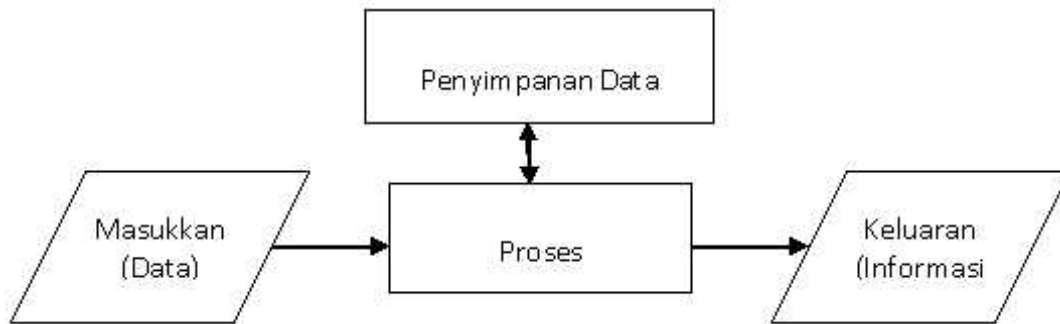 Penyimpanan Data
Masukkan
(Data)
Proses
Keluaran
(Informasi